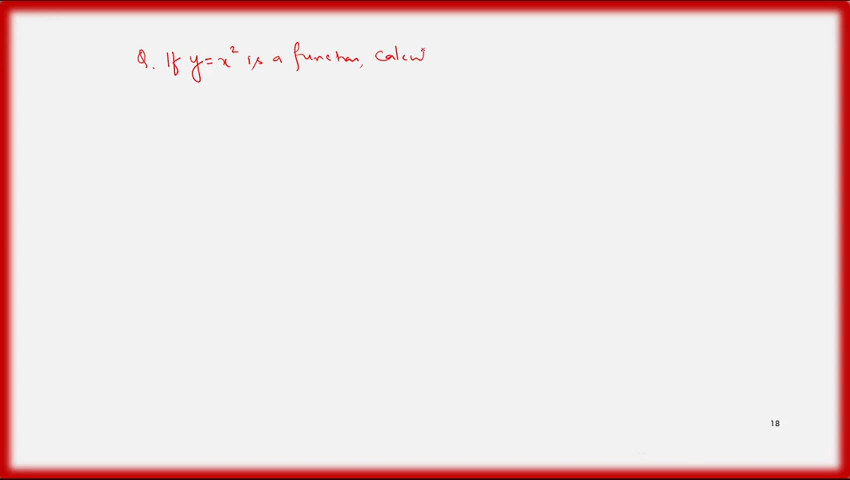 Q. If y = x² is a function, calcu
18